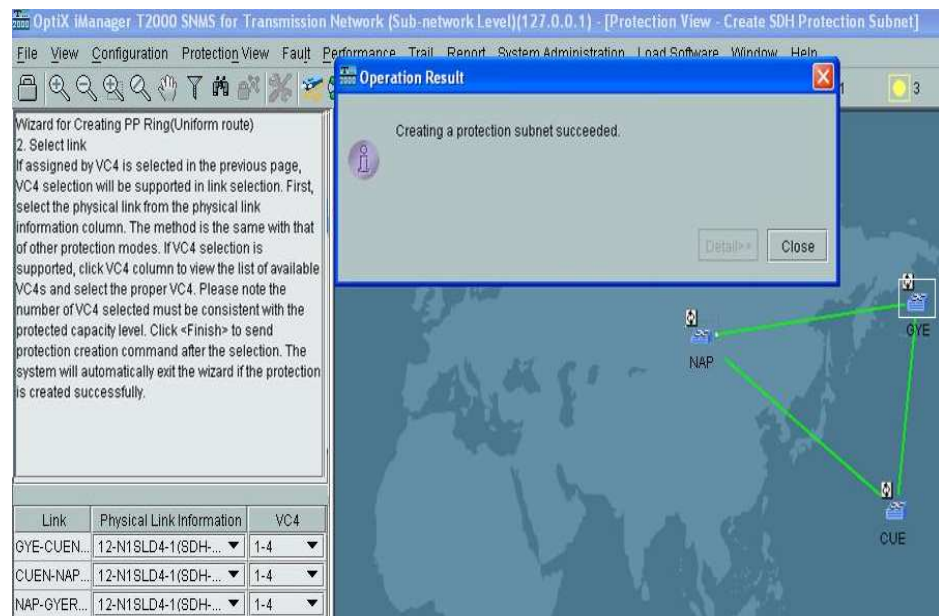 OptiX iManager T2000 SNMS for Transmission Network (Sub-network Level)(127.0.0.1) - [Protection View - Create SDH Protection Subnet]
File View Configuration Protection View Fault Performance Trail Report System Administration Load Software Window Help
Operation Result
3
Creating a protection subnet succeeded.
Detail>>
Close
Wizard for Creating PP Ring(Uniform route)
2. Select link
If assigned by VC4 is selected in the previous page,
VC4 selection will be supported in link selection. First,
select the physical link from the physical link
information column. The method is the same with that
of other protection modes. If VC4 selection is
supported, click VC4 column to view the list of available
VC4s and select the proper VC4. Please note the
number of VC4 selected must be consistent with the
protected capacity level. Click <Finish> to send
protection creation command after the selection. The
system will automatically exit the wizard if the protection
is created successfully.
NAP
GYE
CUE
Link Physical Link Information VC4
GYE-CUEN... 12-N1SLD4-1(SDH-... 1-4
CUEN-NAP... 12-N1SLD4-1(SDH-... 1-4
NAP-GYER... 12-N1SLD4-1(SDH-... 1-4